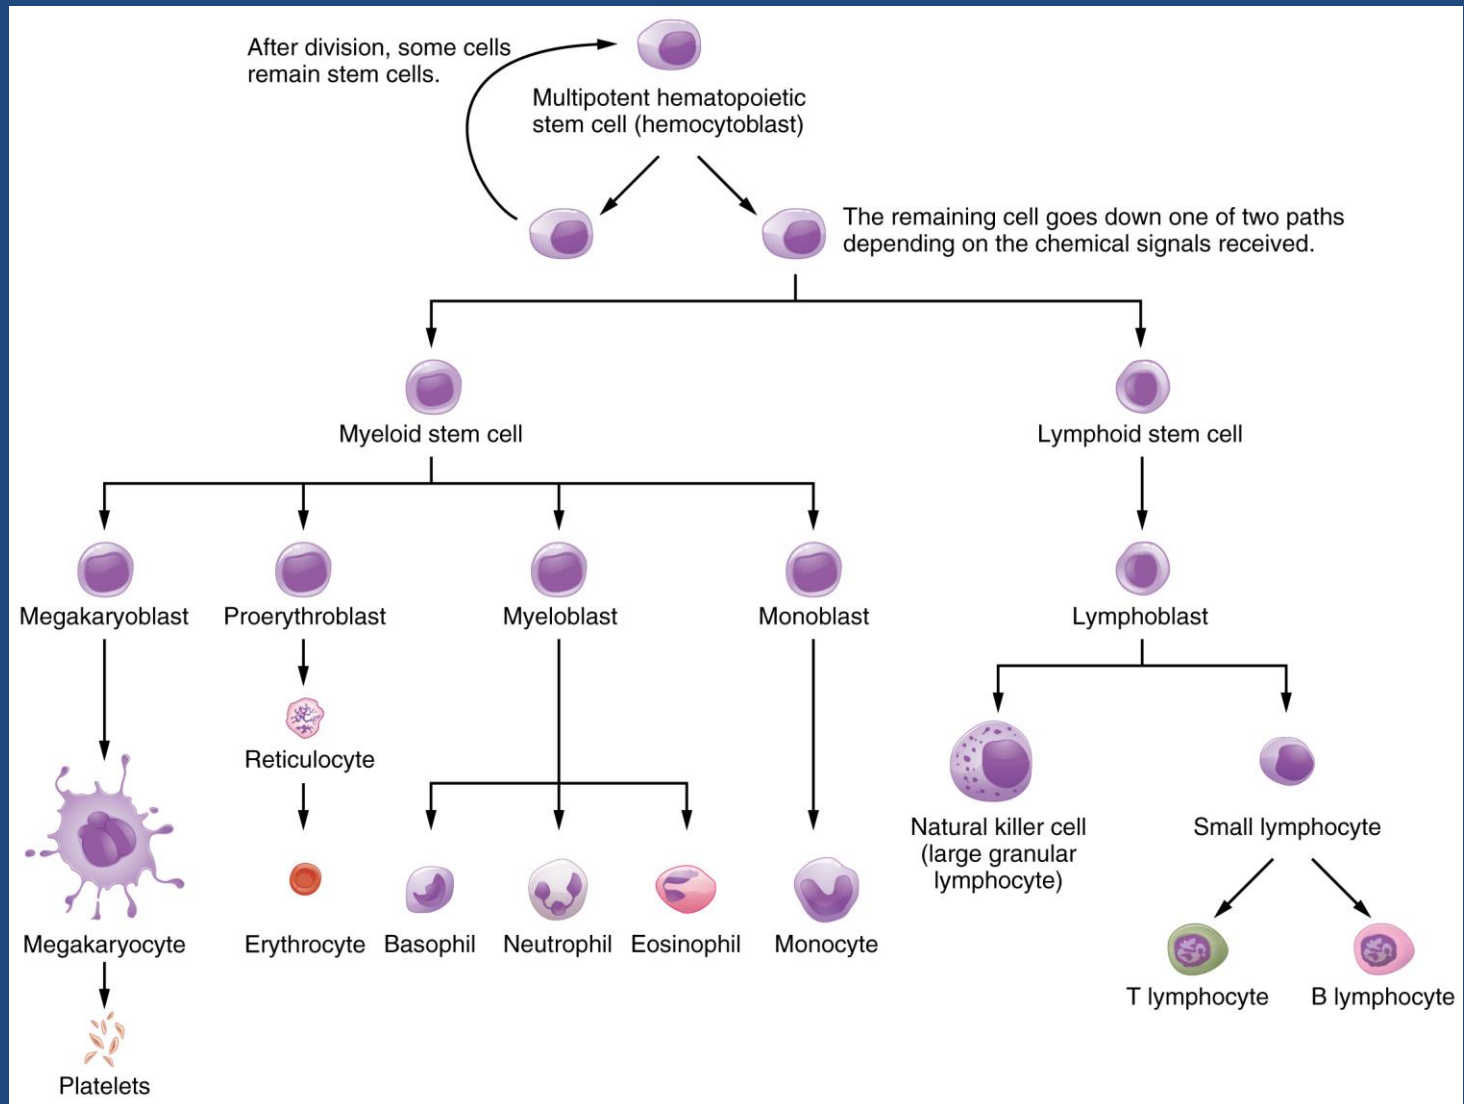 After division, some cells
remain stem cells.
Multipotent hematopoietic
stem cell (hemocytoblast)
The remaining cell goes down one of two paths
depending on the chemical signals received.
Myeloid stem cell
Lymphoid stem cell
Megakaryoblast
Proerythroblast
Myeloblast
Monoblast
Lymphoblast
Reticulocyte
Natural killer cell
(large granular
lymphocyte)
Small lymphocyte
Megakaryocyte
Erythrocyte
Basophil
Neutrophil
Eosinophil
Monocyte
T lymphocyte
B lymphocyte
Platelets